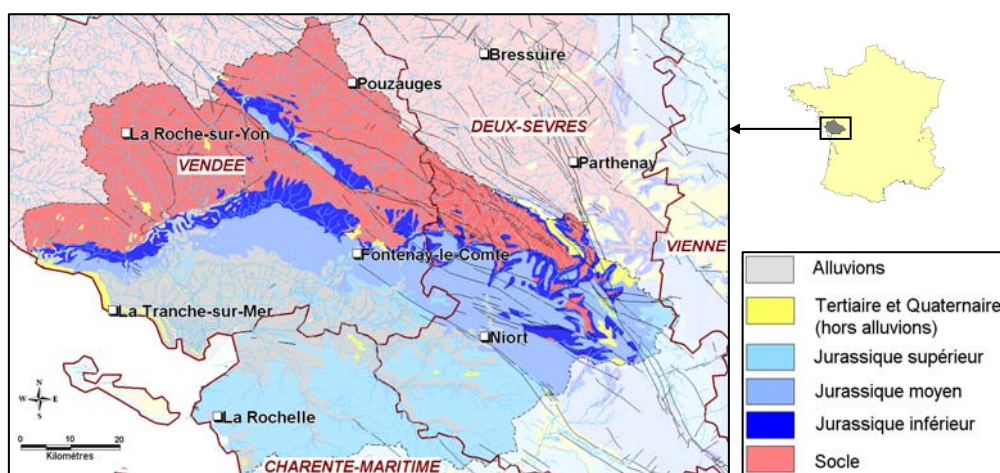 Bressuire
Pouzauges
DEUX-SEVRES
La Roche-sur-Yon
VENDEE
Parthenay
VIENNE
Fontenay-le-Comte
La Tranche-sur-Mer
Niort
La Rochelle
N
W E
S
0 10 20
Kilomètres
CHARENTE-MARITIME
Alluvions
Tertiaire et Quaternaire
(hors alluvions)
Jurassique supérieur
Jurassique moyen
Jurassique inférieur
Socle